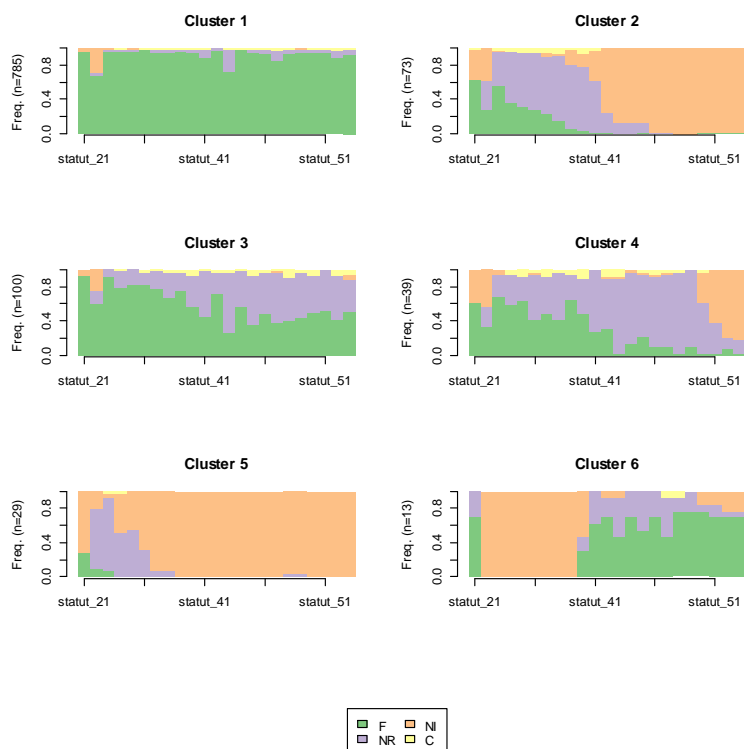 Cluster 1
Freq. (n=785)
0.0 0.4 0.8
statut_21 statut_41 statut_51
Cluster 2
Freq. (n=73)
0.0 0.4 0.8
statut_21 statut_41 statut_51
Cluster 3
Freq. (n=100)
0.0 0.4 0.8
statut_21 statut_41 statut_51
Cluster 4
Freq. (n=39)
0.0 0.4 0.8
statut_21 statut_41 statut_51
Cluster 5
Freq. (n=29)
0.0 0.4 0.8
statut_21 statut_41 statut_51
Cluster 6
Freq. (n=13)
0.0 0.4 0.8
statut_21 statut_41 statut_51
F NI
NR C